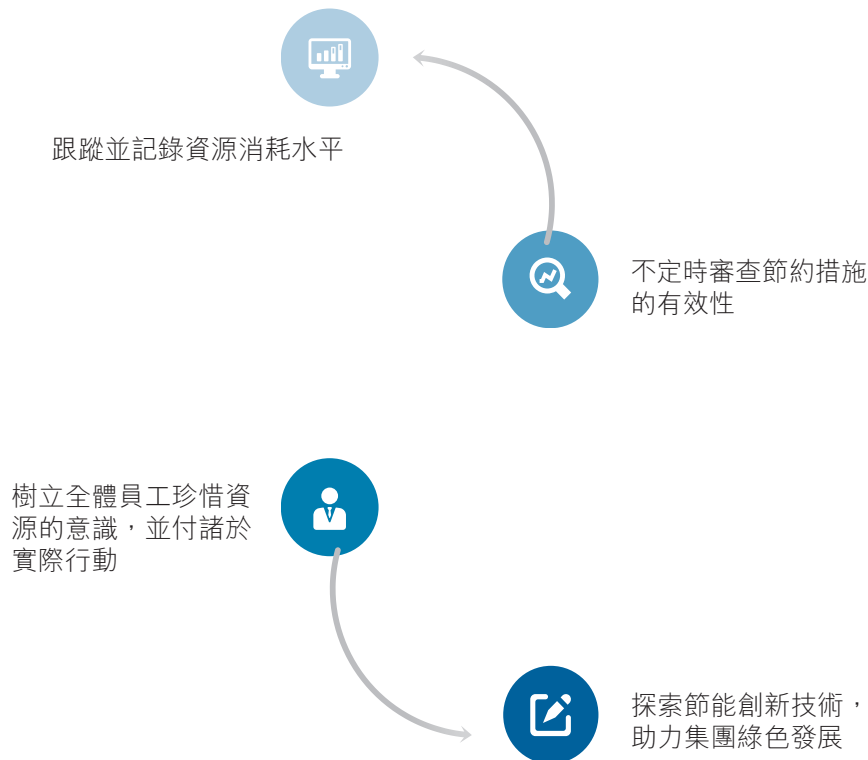 跟蹤並記錄資源消耗水平
不定時審查節約措施
的有效性
樹立全體員工珍惜資
源的意識，並付諸於
實際行動
探索節能創新技術，
助力集團綠色發展